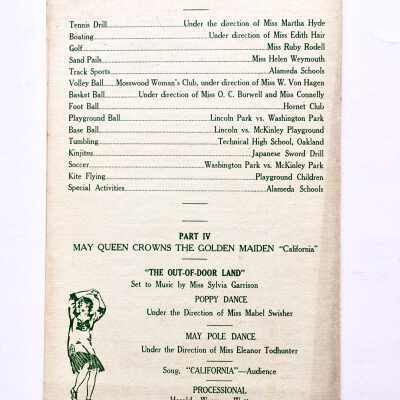 Tennis Drill Under the direction of Miss Martha Hyde
Boating Under direction of Miss Edith Hair
Golf Miss Ruby Rodell
Sand Pails Miss Helen Weymouth
Track Sports Alameda Schools
Volley Ball Mosswood Woman's Club, under direction of Miss W. Von Hagen
Basket Ball Under direction of Miss O. C. Burwell and Miss Connelly
Foot Ball Hornet Club
Playground Ball Lincoln Park vs. Washington Park
Base Ball Lincoln vs. McKinley Playground
Tumbling Technical High School, Oakland
Kinjitsu Japanese Sword Drill
Soccer Washington Park vs. McKinley Park
Kite Flying Playground Children
Special Activities Alameda Schools
PART IV
MAY QUEEN CROWNS THE GOLDEN MAIDEN "California"
"THE OUT-OF-DOOR LAND"
Set to Music by Miss Sylvia Garrison
POPPY DANCE
Under the Direction of Miss Mabel Swisher
MAY POLE DANCE
Under the Direction of Miss Eleanor Todhunter
Song, "CALIFORNIA"—Audience
PROCESSIONAL